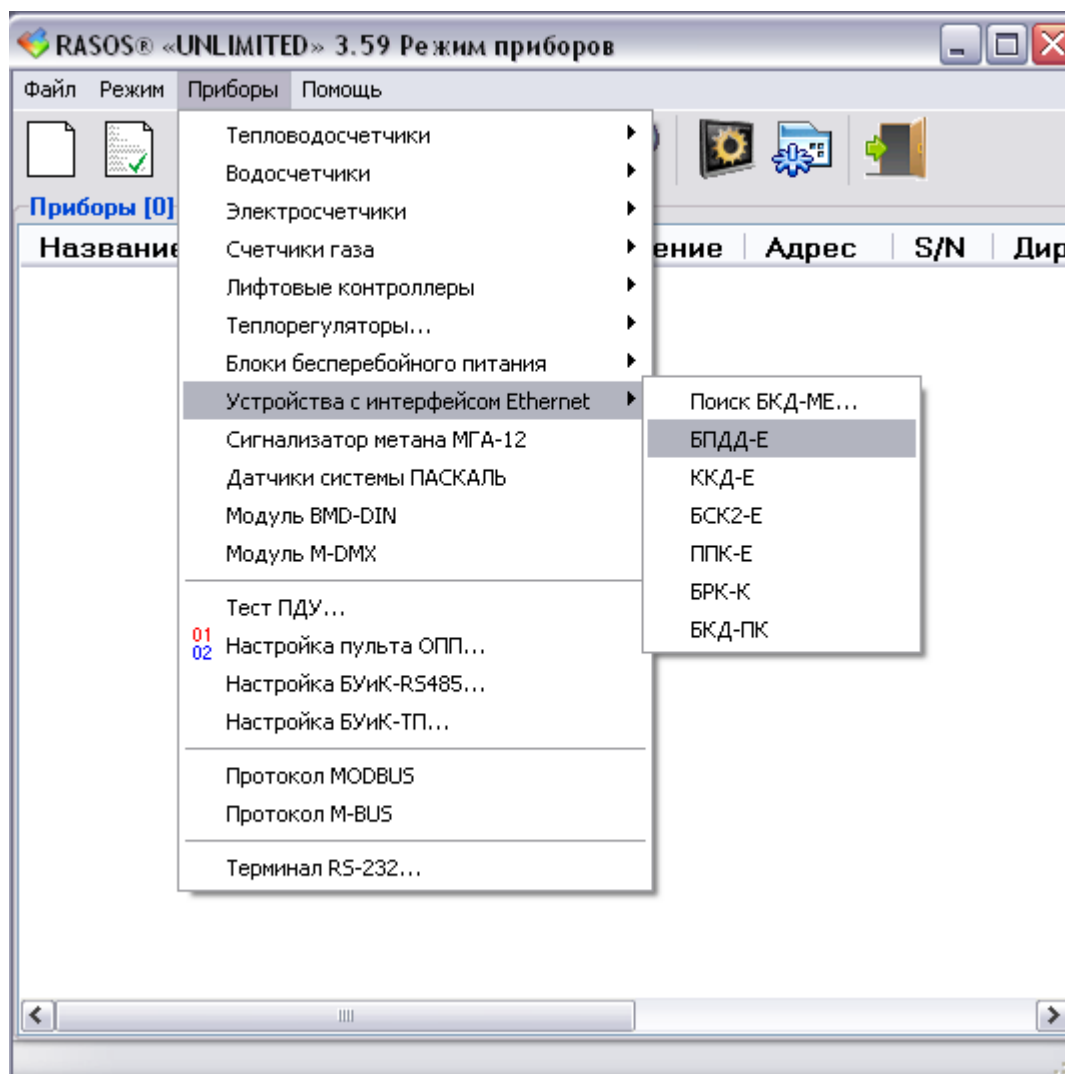 RASOS® «UNLIMITED» 3.59 Режим приборов
Файл Режим Приборы Помощь
Приборы [0]
Название ение Адрес S/N Дир
Тепловодосчетчики
Водосчетчики
Электросчетчики
Счетчики газа
Лифтовые контроллеры
Теплорегуляторы...
Блоки бесперебойного питания
Устройства с интерфейсом Ethernet
Сигнализатор метана МГА-12
Датчики системы ПАСКАЛЬ
Модуль BMD-DIN
Модуль M-DMX
Тест ПДУ...
01
02
Настройка пульта ОПП...
Настройка БУиК-RS485...
Настройка БУиК-ТП...
Протокол MODBUS
Протокол M-BUS
Терминал RS-232...
Поиск БКД-МЕ...
БПДД-Е
ККД-Е
БСК2-Е
ППК-Е
БРК-К
БКД-ПК